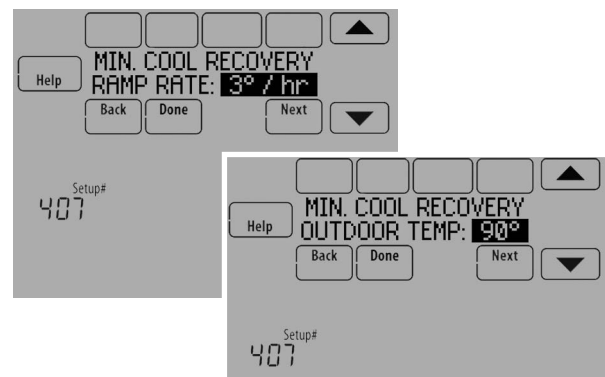 MIN. COOL RECOVERY
Help RAMP RATE: 3° / hr
Back Done Next
Setup#
407
MIN. COOL RECOVERY
Help OUTDOOR TEMP: 90°
Back Done Next
Setup#
407